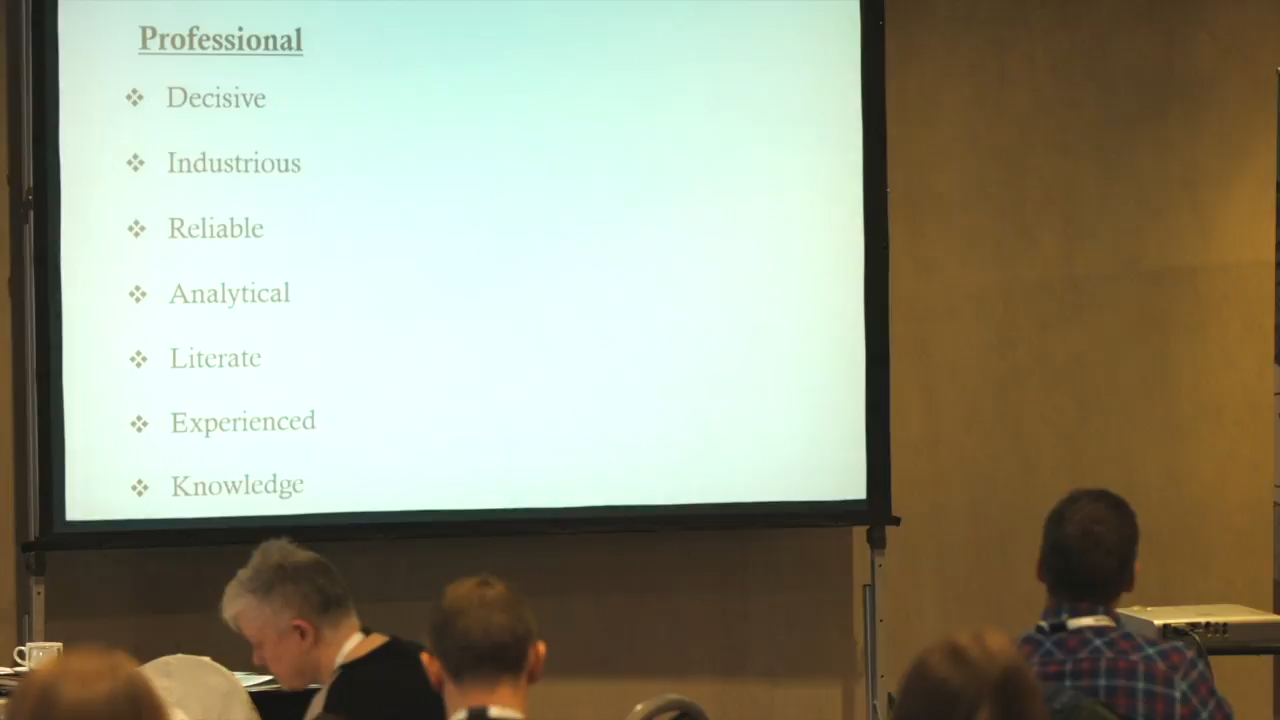 Professional
❖ Decisive
❖ Industrious
❖ Reliable
❖ Analytical
❖ Literate
❖ Experienced
❖ Knowledge